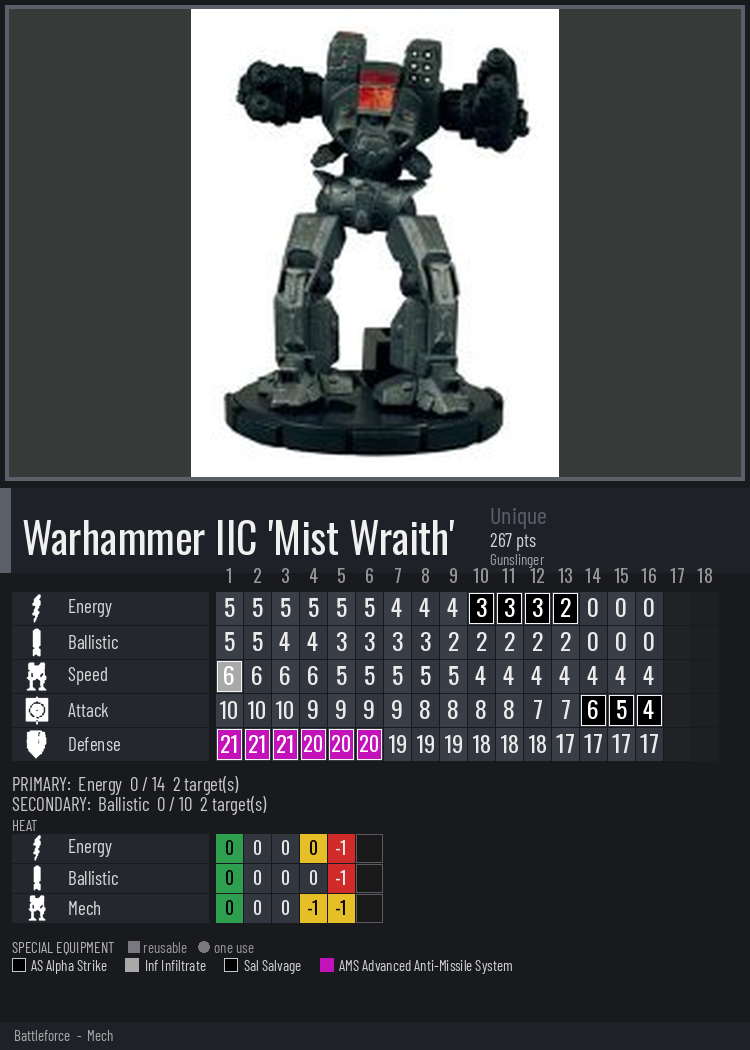 Warhammer IIC 'Mist Wraith'
Unique
267 pts
Gunslinger
1 2 3 4 5 6 7 8 9 10 11 12 13 14 15 16 17 18
Energy 5 5 5 5 5 5 4 4 4 3 3 3 2 0 0 0
Ballistic 5 5 4 4 3 3 3 3 2 2 2 2 2 0 0 0
Speed 6 6 6 6 5 5 5 5 5 4 4 4 4 4 4 4
Attack 10 10 10 9 9 9 9 8 8 8 8 7 7 6 5 4
Defense 21 21 21 20 20 20 19 19 19 18 18 18 17 17 17 17
PRIMARY: Energy 0 / 14 2 target(s)
SECONDARY: Ballistic 0 / 10 2 target(s)
HEAT
Energy 0 0 0 0 -1
Ballistic 0 0 0 0 -1
Mech 0 0 0 -1 -1
SPECIAL EQUIPMENT reusable one use
AS Alpha Strike Inf Infiltrate Sal Salvage AMS Advanced Anti-Missile System
Battleforce - Mech